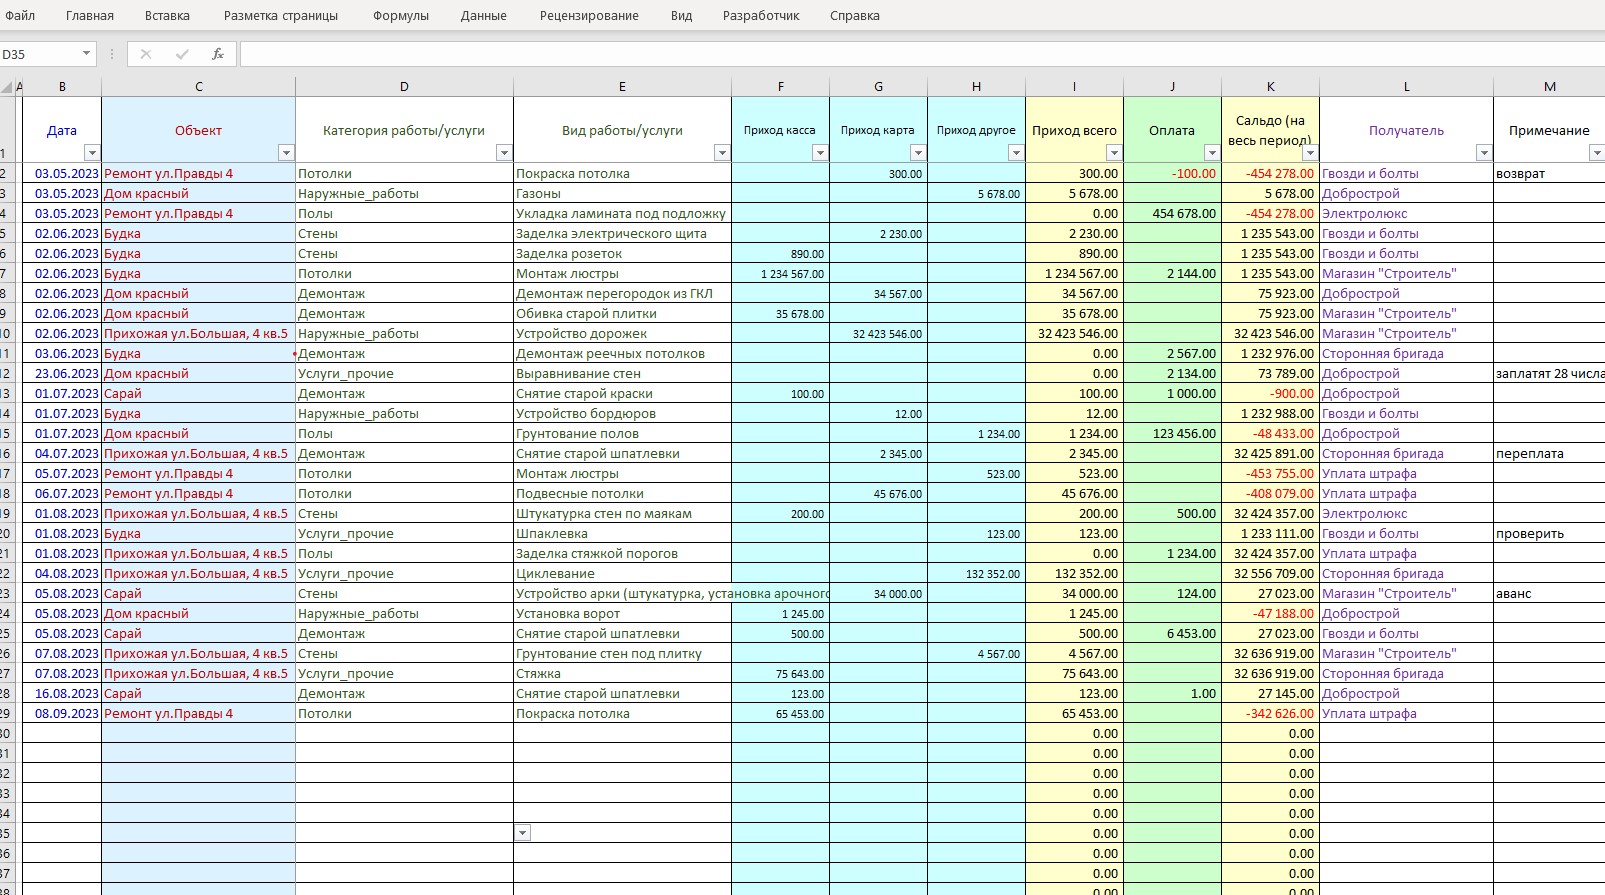 Файл Главная Вставка Разметка страницы Формулы Данные Рецензирование Вид Разработчик Справка
D35 fx
A B C D E F G H I J K L M
1 Дата Объект Категория работы/услуги Вид работы/услуги Приход касса Приход карта Приход другое Приход всего Оплата Сальдо (на весь период) Получатель Примечание
2 03.05.2023 Ремонт ул.Правды 4 Потолки Покраска потолка 300.00 300.00 -100.00 -454 278.00 Гвозди и болты возврат
3 03.05.2023 Дом красный Наружные_работы Газоны 5 678.00 5 678.00 5 678.00 Добрострой
4 03.05.2023 Ремонт ул.Правды 4 Полы Укладка ламината под подложку 0.00 454 678.00 -454 278.00 Электролюкс
5 02.06.2023 Будка Стены Заделка электрического щита 2 230.00 2 230.00 1 235 543.00 Гвозди и болты
6 02.06.2023 Будка Стены Заделка розеток 890.00 890.00 1 235 543.00 Гвозди и болты
7 02.06.2023 Будка Потолки Монтаж люстры 1 234 567.00 1 234 567.00 2 144.00 1 235 543.00 Магазин "Строитель"
8 02.06.2023 Дом красный Демонтаж Демонтаж перегородок из ГКЛ 34 567.00 34 567.00 75 923.00 Добрострой
9 02.06.2023 Дом красный Демонтаж Обивка старой плитки 35 678.00 35 678.00 75 923.00 Магазин "Строитель"
10 02.06.2023 Прихожая ул.Большая, 4 кв.5 Наружные_работы Устройство дорожек 32 423 546.00 32 423 546.00 32 423 546.00 Магазин "Строитель"
11 03.06.2023 Будка Демонтаж Демонтаж реечных потолков 0.00 2 567.00 1 232 976.00 Сторонняя бригада
12 23.06.2023 Дом красный Услуги_прочие Выравнивание стен 0.00 2 134.00 73 789.00 Добрострой заплатят 28 числа
13 01.07.2023 Сарай Демонтаж Снятие старой краски 100.00 100.00 1 000.00 -900.00 Добрострой
14 01.07.2023 Будка Наружные_работы Устройство бордюров 12.00 12.00 1 232 988.00 Гвозди и болты
15 01.07.2023 Дом красный Полы Грунтование полов 1 234.00 1 234.00 123 456.00 -48 433.00 Добрострой
16 04.07.2023 Прихожая ул.Большая, 4 кв.5 Демонтаж Снятие старой шпатлевки 2 345.00 2 345.00 32 425 891.00 Сторонняя бригада переплата
17 05.07.2023 Ремонт ул.Правды 4 Потолки Монтаж люстры 523.00 523.00 -453 755.00 Уплата штрафа
18 06.07.2023 Ремонт ул.Правды 4 Потолки Подвесные потолки 45 676.00 45 676.00 -408 079.00 Уплата штрафа
19 01.08.2023 Прихожая ул.Большая, 4 кв.5 Стены Штукатурка стен по маякам 200.00 200.00 500.00 32 424 357.00 Электролюкс
20 01.08.2023 Будка Услуги_прочие Шпаклевка 123.00 123.00 1 233 111.00 Гвозди и болты проверить
21 01.08.2023 Прихожая ул.Большая, 4 кв.5 Полы Заделка стяжкой порогов 0.00 1 234.00 32 424 357.00 Уплата штрафа
22 04.08.2023 Прихожая ул.Большая, 4 кв.5 Услуги_прочие Циклевание 132 352.00 132 352.00 32 556 709.00 Сторонняя бригада
23 05.08.2023 Сарай Стены Устройство арки (штукатурка, установка арочного 34 000.00 34 000.00 124.00 27 023.00 Магазин "Строитель" аванс
24 05.08.2023 Дом красный Наружные_работы Установка ворот 1 245.00 1 245.00 -47 188.00 Добрострой
25 05.08.2023 Сарай Демонтаж Снятие старой шпатлевки 500.00 500.00 6 453.00 27 023.00 Гвозди и болты
26 07.08.2023 Прихожая ул.Большая, 4 кв.5 Стены Грунтование стен под плитку 4 567.00 4 567.00 32 636 919.00 Магазин "Строитель"
27 07.08.2023 Прихожая ул.Большая, 4 кв.5 Услуги_прочие Стяжка 75 643.00 75 643.00 32 636 919.00 Сторонняя бригада
28 16.08.2023 Сарай Демонтаж Снятие старой шпатлевки 123.00 123.00 1.00 27 145.00 Добрострой
29 08.09.2023 Ремонт ул.Правды 4 Потолки Покраска потолка 65 453.00 65 453.00 -342 626.00 Уплата штрафа
30 0.00 0.00
31 0.00 0.00
32 0.00 0.00
33 0.00 0.00
34 0.00 0.00
35 0.00 0.00
36 0.00 0.00
37 0.00 0.00
38 0.00 0.00